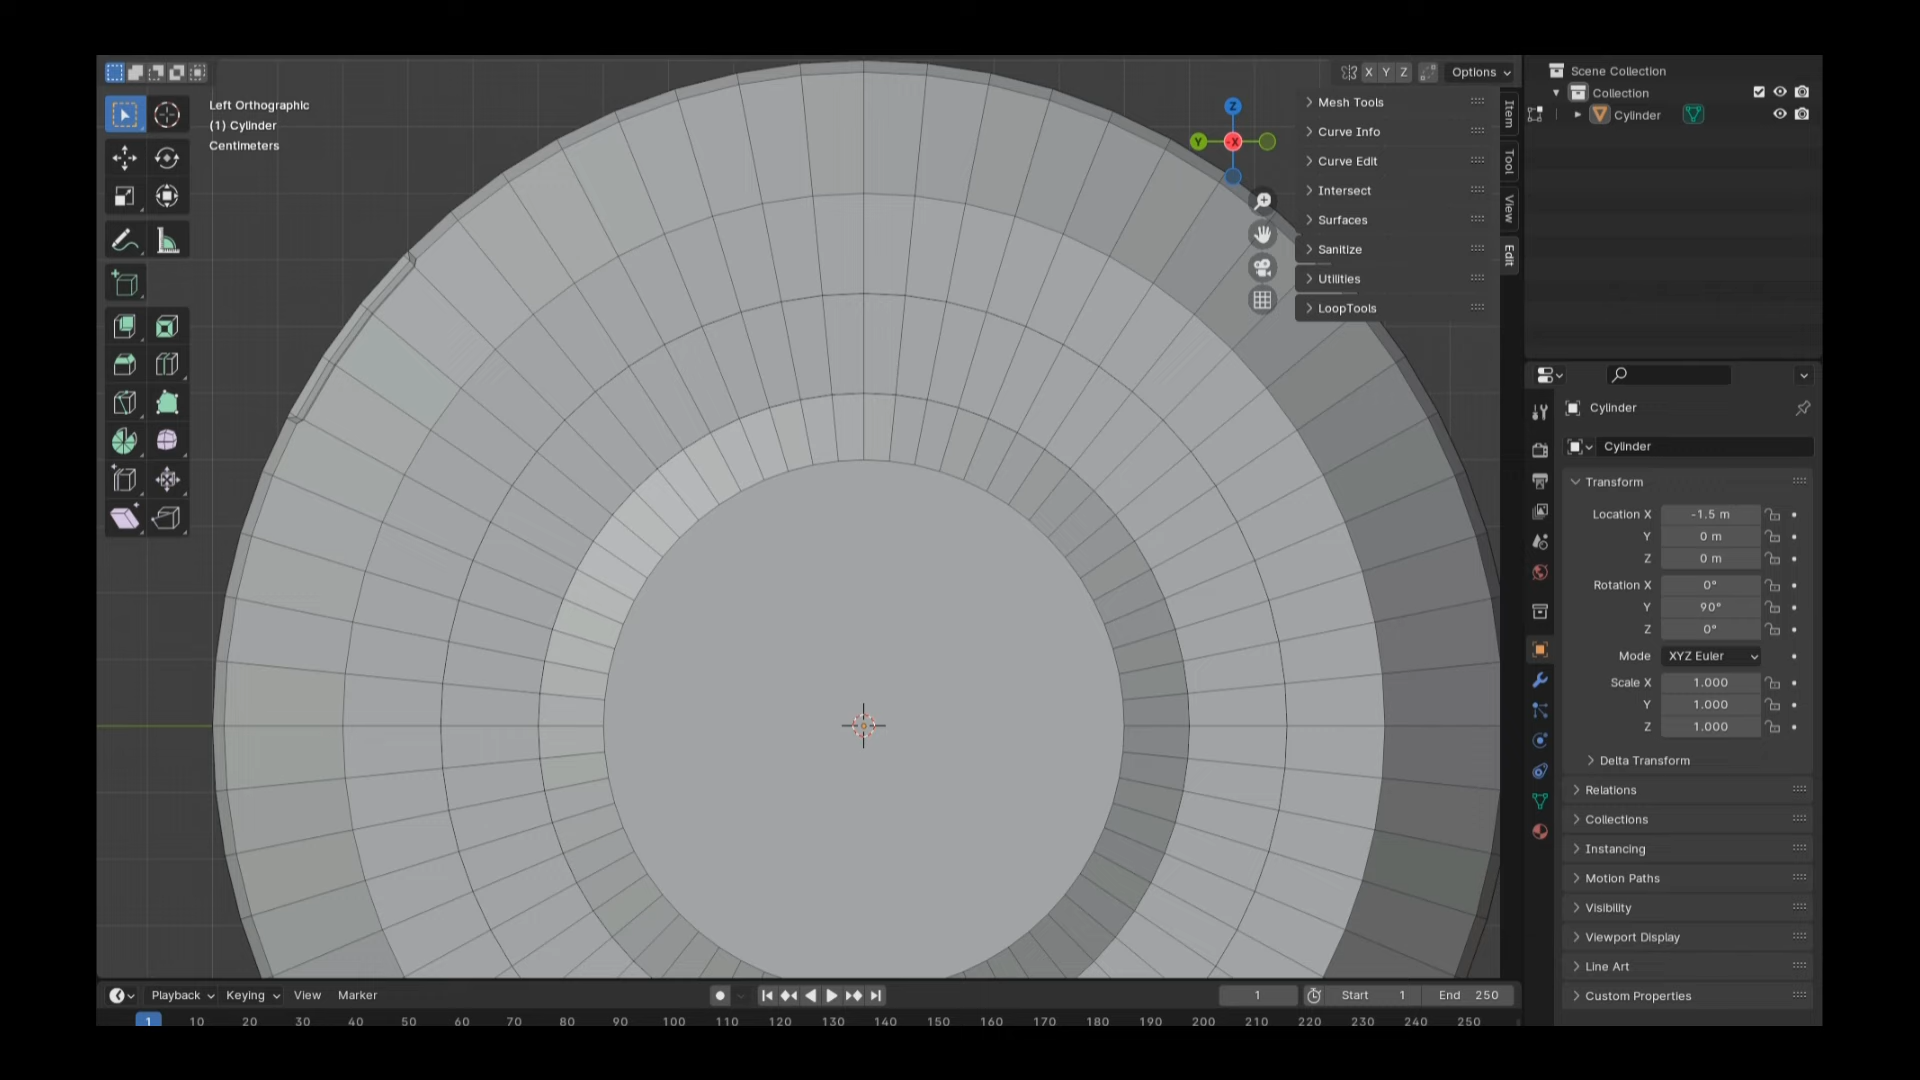 X Y Z Options
Left Orthographic
(1) Cylinder
Centimeters
Z
Y
-X
Mesh Tools
Curve Info
Curve Edit
Intersect
Surfaces
Sanitize
Utilities
LoopTools
Item
Tool
View
Edit
Scene Collection
Collection
Cylinder
Cylinder
Cylinder
Transform
Location X -1.5 m
Y 0 m
Z 0 m
Rotation X 0°
Y 90°
Z 0°
Mode XYZ Euler
Scale X 1.000
Y 1.000
Z 1.000
Delta Transform
Relations
Collections
Instancing
Motion Paths
Visibility
Viewport Display
Line Art
Custom Properties
Playback Keying View Marker 1 Start 1 End 250
1 10 20 30 40 50 60 70 80 90 100 110 120 130 140 150 160 170 180 190 200 210 220 230 240 250